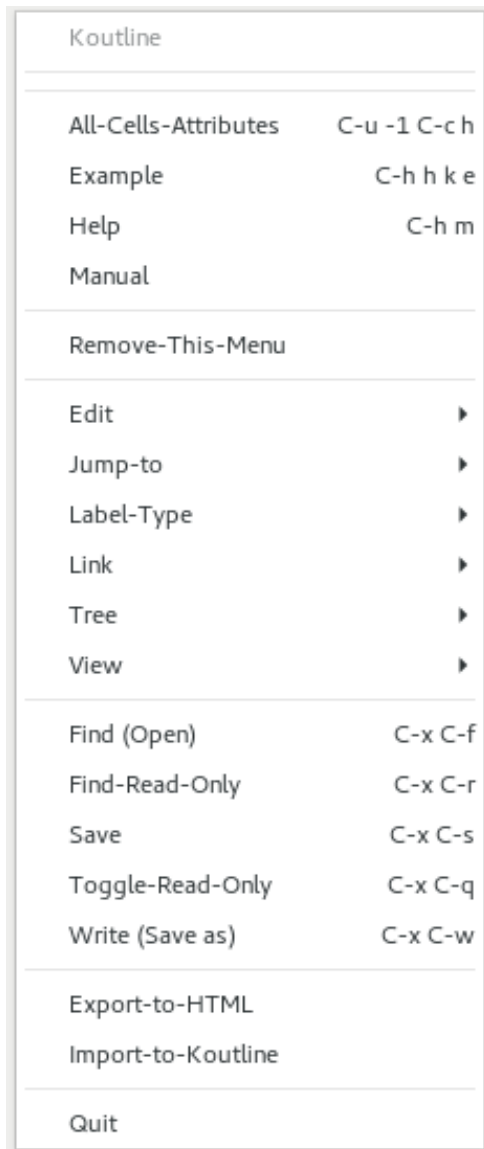 Koutline
All-Cells-Attributes C-u -1 C-c h
Example C-h h k e
Help C-h m
Manual
Remove-This-Menu
Edit
Jump-to
Label-Type
Link
Tree
View
Find (Open) C-x C-f
Find-Read-Only C-x C-r
Save C-x C-s
Toggle-Read-Only C-x C-q
Write (Save as) C-x C-w
Export-to-HTML
Import-to-Koutline
Quit